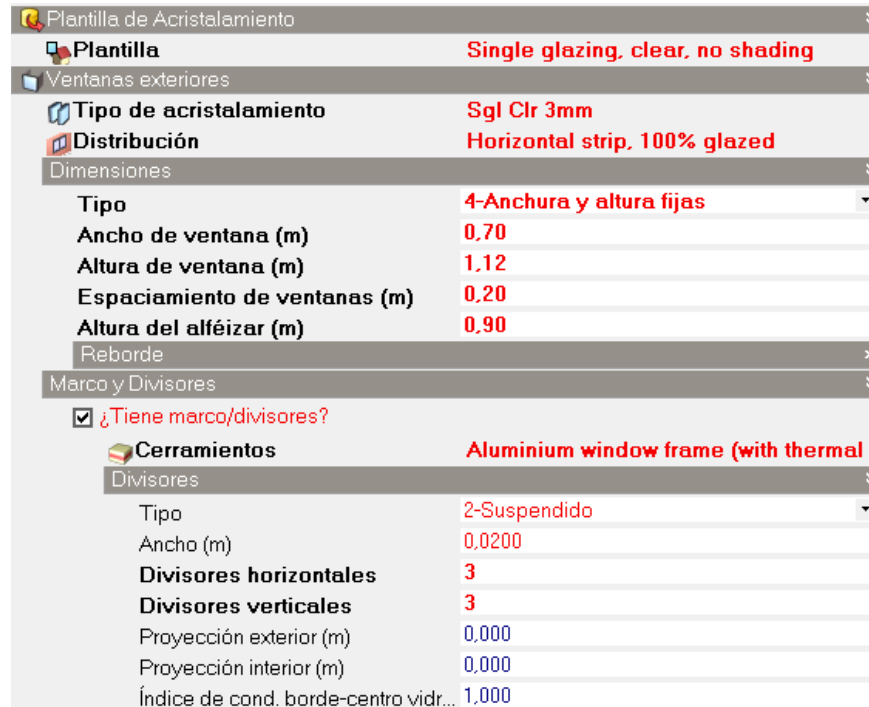 Plantilla de Acristalamiento
Plantilla Single glazing, clear, no shading
Ventanas exteriores
Tipo de acristalamiento Sgl Clr 3mm
Distribución Horizontal strip, 100% glazed
Dimensiones
Tipo 4-Anchura y altura fijas
Ancho de ventana (m) 0,70
Altura de ventana (m) 1,12
Espaciamiento de ventanas (m) 0,20
Altura del alféizar (m) 0,90
Reborde
Marco y Divisores
¿Tiene marco/divisores?
Cerramientos Aluminium window frame (with thermal
Divisores
Tipo 2-Suspendido
Ancho (m) 0,0200
Divisores horizontales 3
Divisores verticales 3
Proyección exterior (m) 0,000
Proyección interior (m) 0,000
Índice de cond. borde-centro vidr... 1,000